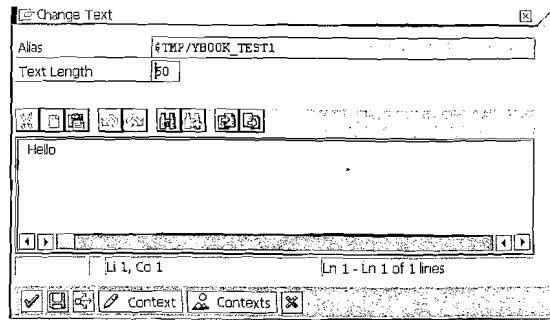 Change Text
Alias $TMP/YBOOK_TEST1
Text Length 50
Hello
Li 1, Co 1 Ln 1 - Ln 1 of 1 lines
Context Contexts